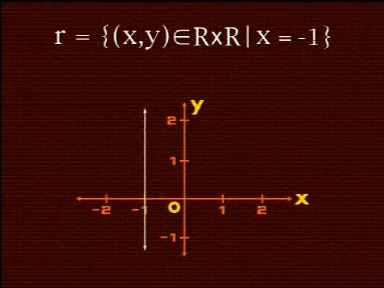 r = {(x,y)∈RxR|x = -1}
y
2
1
-2 -1 O 1 2 x
-1